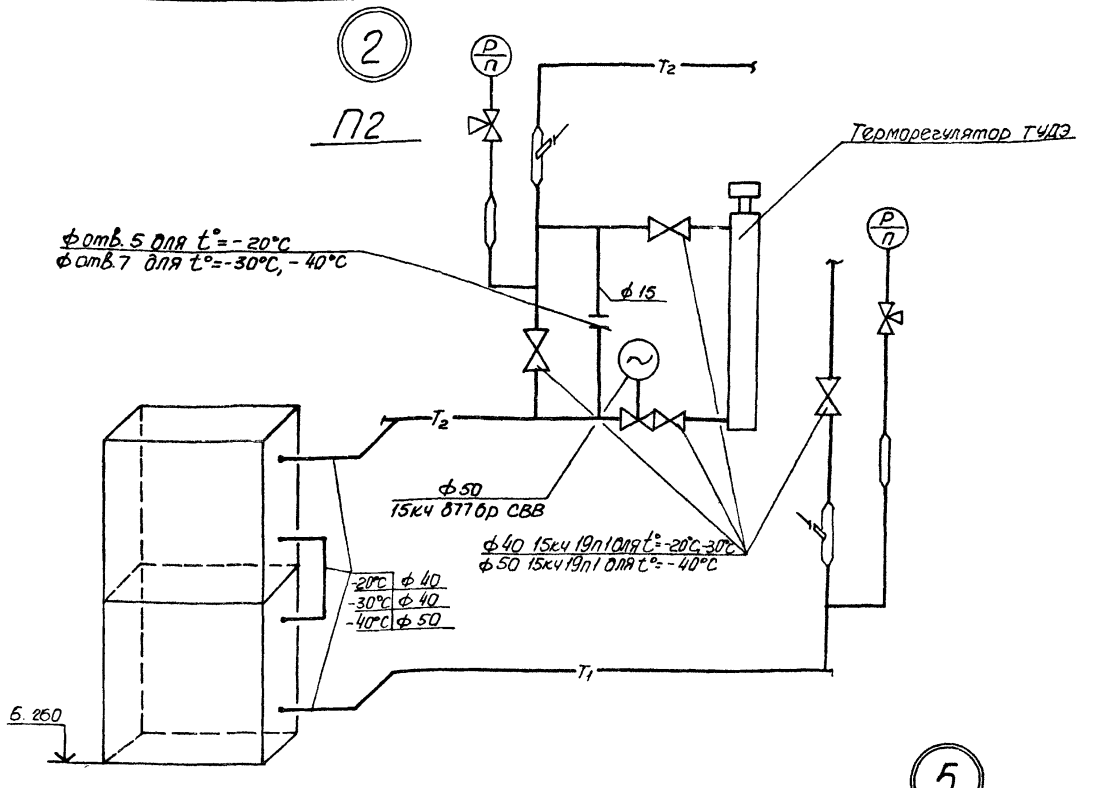 2
П2
Р
П
Т2
Терморегулятор ТУДЭ
Р
П
ф отв. 5 для t°= -20°С
ф отв. 7 для t°= -30°С, -40°С
ф 15
Т2
ф 50
15кч 877бр СВВ
ф 40 15кч 19п1 для t°= -20°С, -30°С
ф 50 15кч 19п1 для t°= -40°С
-20°С ф 40
-30°С ф 40
-40°С ф 50
Т1
6.260
5